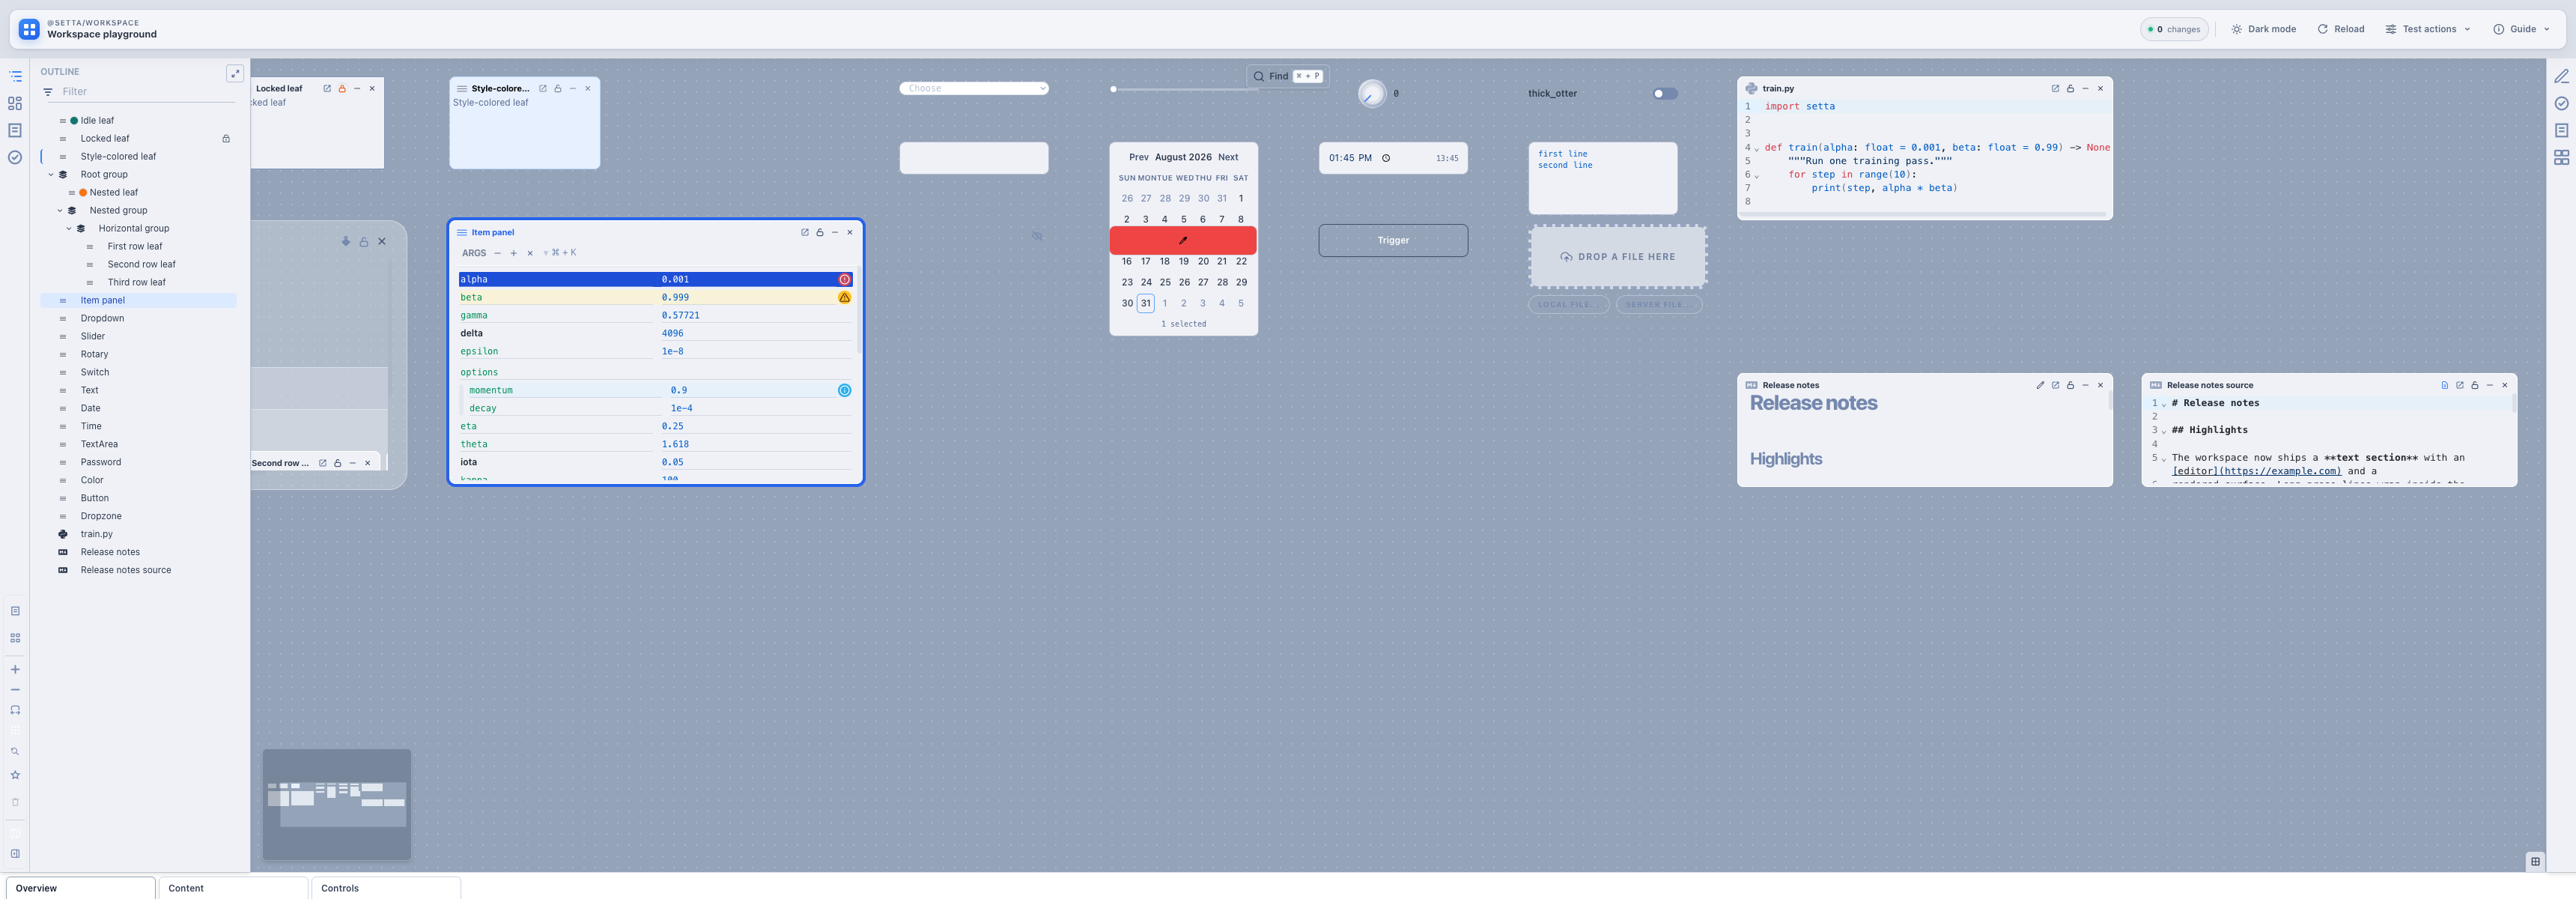 @SETTA/WORKSPACE
Workspace playground
0 changes
Dark mode
Reload
Test actions
Guide
OUTLINE
Filter
Idle leaf
Locked leaf
Style-colored leaf
Root group
Nested leaf
Nested group
Horizontal group
First row leaf
Second row leaf
Third row leaf
Item panel
Dropdown
Slider
Rotary
Switch
Text
Date
Time
TextArea
Password
Color
Button
Dropzone
train.py
Release notes
Release notes source
Locked leaf
cked leaf
Second row ...
Style-colore...
Style-colored leaf
Item panel
ARGS − + × ▿ ⌘ + K
alpha 0.001
beta 0.999
gamma 0.57721
delta 4096
epsilon 1e-8
options
momentum 0.9
decay 1e-4
eta 0.25
theta 1.618
iota 0.05
kappa 100
Choose
Find ⌘ + P
Prev August 2026 Next
SUN MON TUE WED THU FRI SAT
26 27 28 29 30 31 1
2 3 4 5 6 7 8
16 17 18 19 20 21 22
23 24 25 26 27 28 29
30 31 1 2 3 4 5
1 selected
0
01:45 PM 13:45
Trigger
thick_otter
first line
second line
DROP A FILE HERE
LOCAL FILE... SERVER FILE...
train.py
1 import setta
2
3
4 def train(alpha: float = 0.001, beta: float = 0.99) -> None
5 """Run one training pass."""
6 for step in range(10):
7 print(step, alpha * beta)
8
Release notes
Release notes
Highlights
Release notes source
1 # Release notes
2
3 ## Highlights
4
5 The workspace now ships a **text section** with an
[editor](https://example.com) and a
Overview
Content
Controls